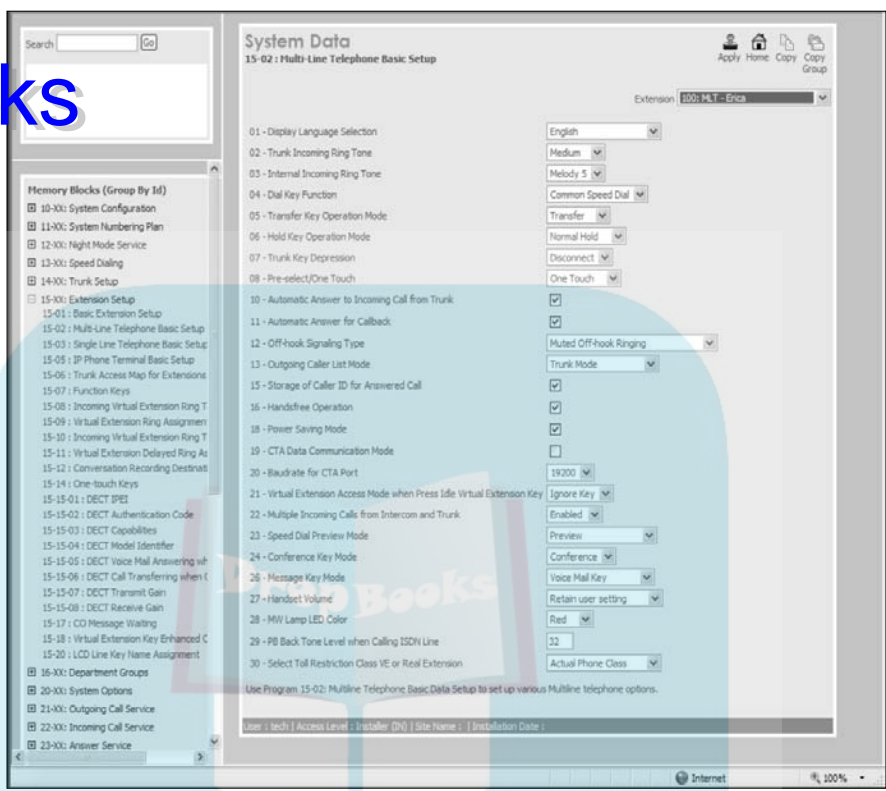 ks
Search Go
System Data
15-02 : Multi-Line Telephone Basic Setup
Apply Home Copy Copy Group
Extension 100: MLT - Erica
01 - Display Language Selection English
02 - Trunk Incoming Ring Tone Medium
03 - Internal Incoming Ring Tone Melody 5
04 - Dial Key Function Common Speed Dial
05 - Transfer Key Operation Mode Transfer
06 - Hold Key Operation Mode Normal Hold
07 - Trunk Key Depression Disconnect
08 - Pre-select/One Touch One Touch
10 - Automatic Answer to Incoming Call from Trunk
11 - Automatic Answer for Callback
12 - Off-hook Signaling Type Muted Off-hook Ringing
13 - Outgoing Caller List Mode Trunk Mode
15 - Storage of Caller ID for Answered Call
16 - Handsfree Operation
18 - Power Saving Mode
19 - CTA Data Communication Mode
20 - Baudrate for CTA Port 19200
21 - Virtual Extension Access Mode when Press Idle Virtual Extension Key Ignore Key
22 - Multiple Incoming Calls from Intercom and Trunk Enabled
23 - Speed Dial Preview Mode Preview
24 - Conference Key Mode Conference
26 - Message Key Mode Voice Mail Key
27 - Handset Volume Retain user setting
28 - MW Lamp LED Color Red
29 - PB Back Tone Level when Calling ISDN Line 32
30 - Select Toll Restriction Class VE or Real Extension Actual Phone Class
Use Program 15-02: Multiline Telephone Basic Data Setup to set up various Multiline telephone options.
User : tech | Access Level : Installer (IN) | Site Name : | Installation Date :
Memory Blocks (Group By Id)
10-XX: System Configuration
11-XX: System Numbering Plan
12-XX: Night Mode Service
13-XX: Speed Dialing
14-XX: Trunk Setup
15-XX: Extension Setup
15-01 : Basic Extension Setup
15-02 : Multi-Line Telephone Basic Setup
15-03 : Single Line Telephone Basic Setup
15-05 : IP Phone Terminal Basic Setup
15-06 : Trunk Access Map for Extensions
15-07 : Function Keys
15-08 : Incoming Virtual Extension Ring T
15-09 : Virtual Extension Ring Assignmen
15-10 : Incoming Virtual Extension Ring T
15-11 : Virtual Extension Delayed Ring As
15-12 : Conversation Recording Destinati
15-14 : One-touch Keys
15-15-01 : DECT IPEI
15-15-02 : DECT Authentication Code
15-15-03 : DECT Capabilities
15-15-04 : DECT Model Identifier
15-15-05 : DECT Voice Mail Answering wh
15-15-06 : DECT Call Transferring when (
15-15-07 : DECT Transmit Gain
15-15-08 : DECT Receive Gain
15-17 : CO Message Waiting
15-18 : Virtual Extension Key Enhanced C
15-20 : LCD Line Key Name Assignment
16-XX: Department Groups
20-XX: System Options
21-XX: Outgoing Call Service
22-XX: Incoming Call Service
23-XX: Answer Service
DropBooks
Internet 100%